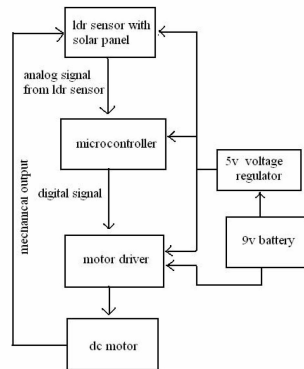 ldr sensor with
solar panel
analog signal
from ldr sensor
microcontroller
5v voltage
regulator
digital signal
mechanical output
motor driver
9v battery
dc motor